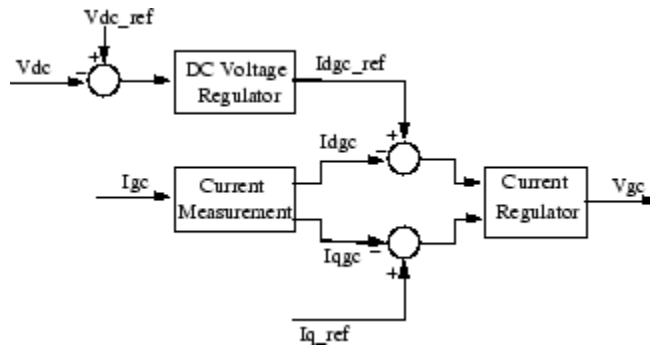 Vdc_ref
Vdc
+
−
DC Voltage
Regulator
Idgc_ref
+
−
Idgc
Igc
Current
Measurement
Current
Regulator
Vgc
Iqgc
−
+
Iq_ref